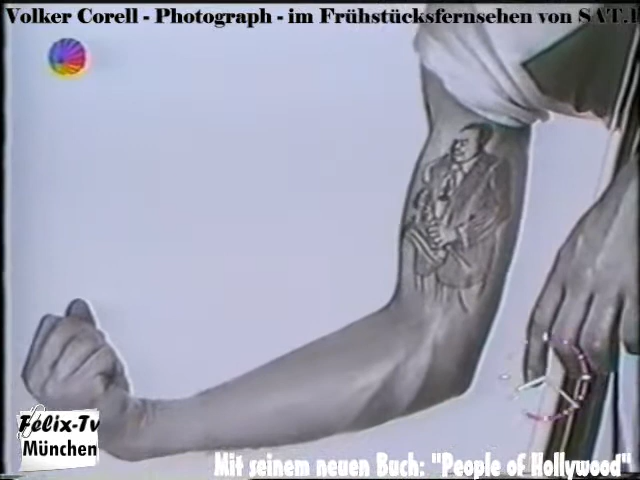 Volker Corell - Photograph - im Frühstücksfernsehen von SAT.1
Felix-Tv
München
Mit seinem neuen Buch: "People of Hollywood"